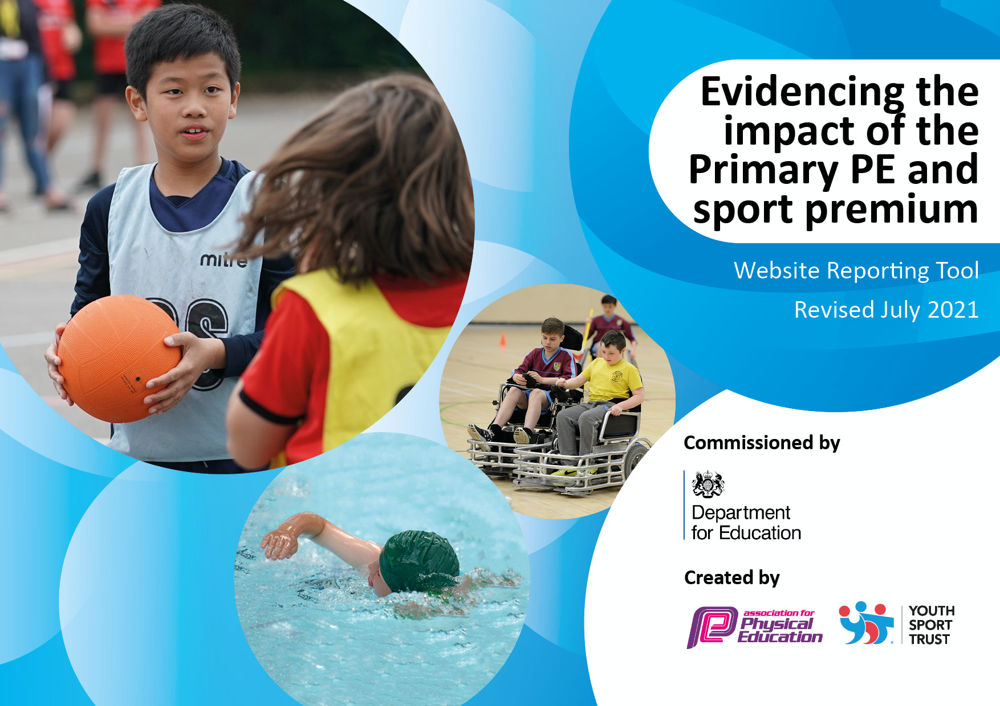 Evidencing the
impact of the
Primary PE and
sport premium
Website Reporting Tool
Revised July 2021
mitre
GS
Commissioned by
Department
for Education
Created by
association for
Physical
Education
YOUTH
SPORT
TRUST